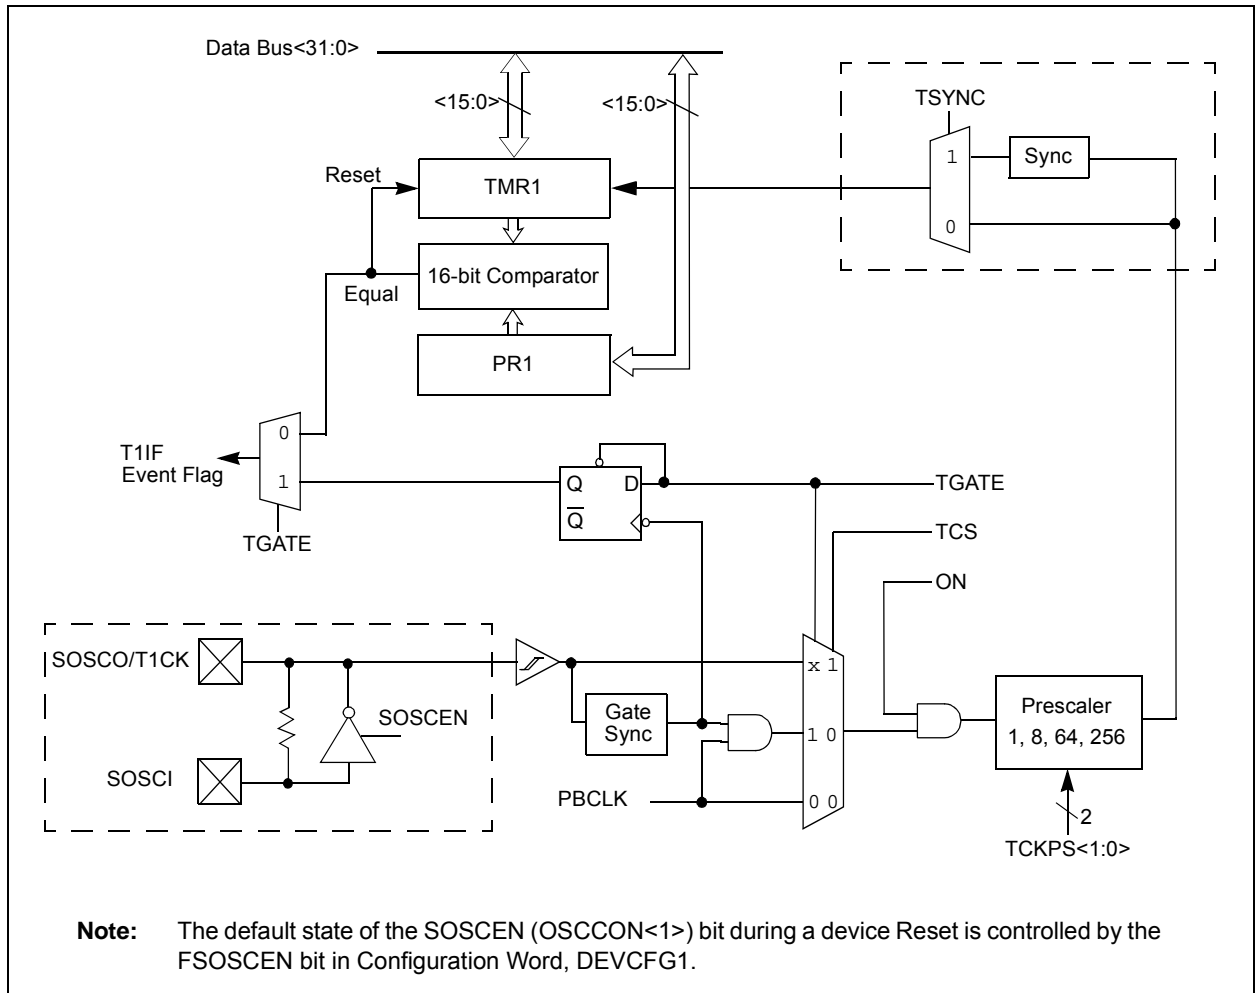 Data Bus<31:0>
<15:0>
<15:0>
TSYNC
1
Sync
Reset
TMR1
0
16-bit Comparator
Equal
PR1
0
T1IF
Event Flag
1
Q
D
TGATE
Q
TCS
TGATE
ON
SOSCO/T1CK
x 1
SOSCEN
Gate
Sync
Prescaler
1, 8, 64, 256
1 0
SOSCI
PBCLK
0 0
2
TCKPS<1:0>
Note: The default state of the SOSCEN (OSCCON<1>) bit during a device Reset is controlled by the
FSOSCEN bit in Configuration Word, DEVCFG1.